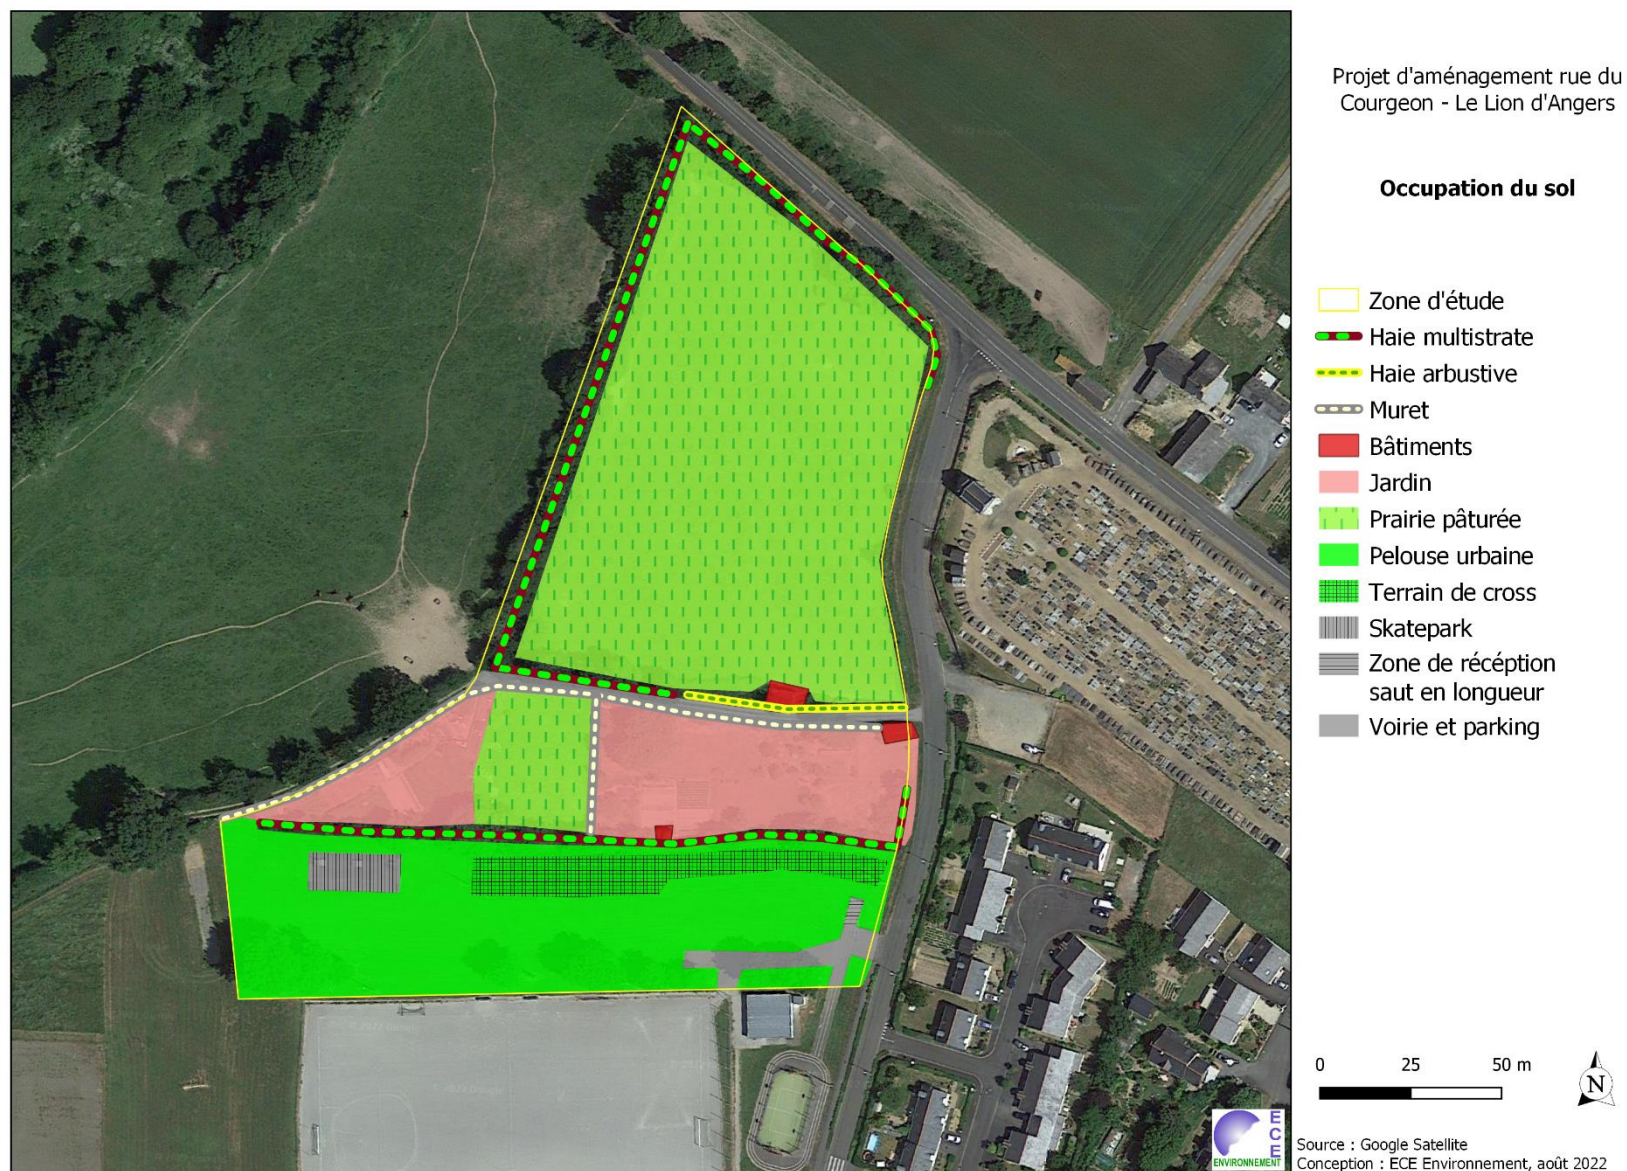 Projet d'aménagement rue du
Courgeon - Le Lion d'Angers
Occupation du sol
Zone d'étude
Haie multistrate
Haie arbustive
Muret
Bâtiments
Jardin
Prairie pâturée
Pelouse urbaine
Terrain de cross
Skatepark
Zone de récéption
saut en longueur
Voirie et parking
0 25 50 m
N
ECE
ENVIRONNEMENT
Source : Google Satellite
Conception : ECE Environnement, août 2022